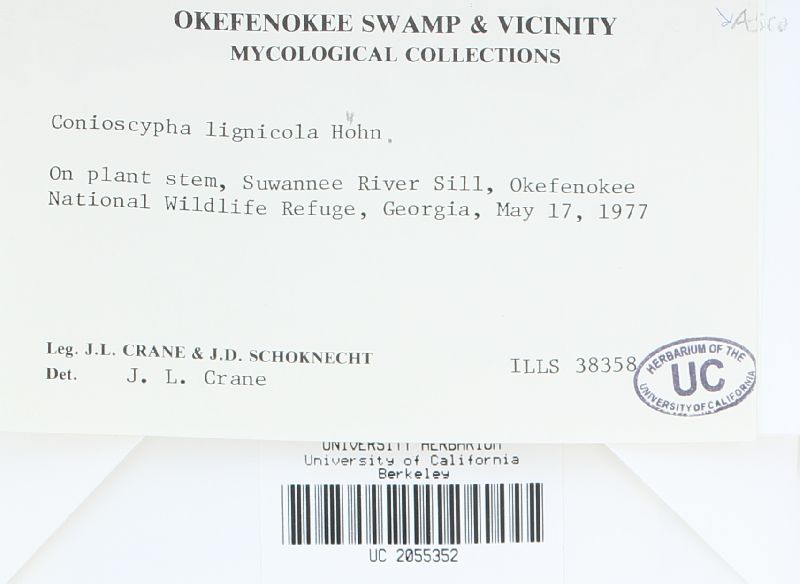 OKEFENOKEE SWAMP & VICINITY
MYCOLOGICAL COLLECTIONS
Conioscypha lignicola Höhn.
On plant stem, Suwannee River Sill, Okefenokee
National Wildlife Refuge, Georgia, May 17, 1977
Leg. J.L. CRANE & J.D. SCHOKNECHT
Det. J. L. Crane
ILLS 38358
HERBARIUM OF THE
UC
UNIVERSITY OF CALIFORNIA
UNIVERSITY HERBARIUM
University of California
Berkeley
UC 2055352